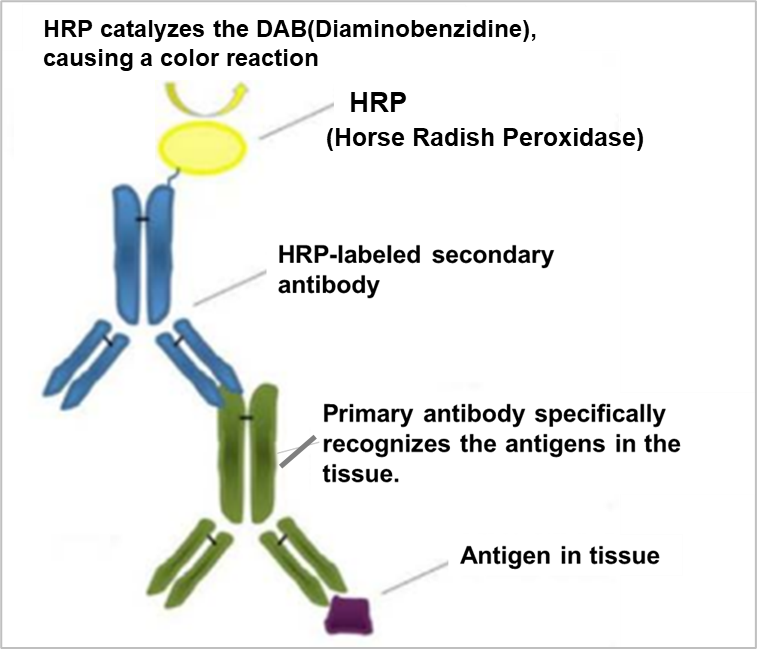 HRP catalyzes the DAB(Diaminobenzidine),
causing a color reaction
HRP
(Horse Radish Peroxidase)
HRP-labeled secondary
antibody
Primary antibody specifically
recognizes the antigens in the
tissue.
Antigen in tissue